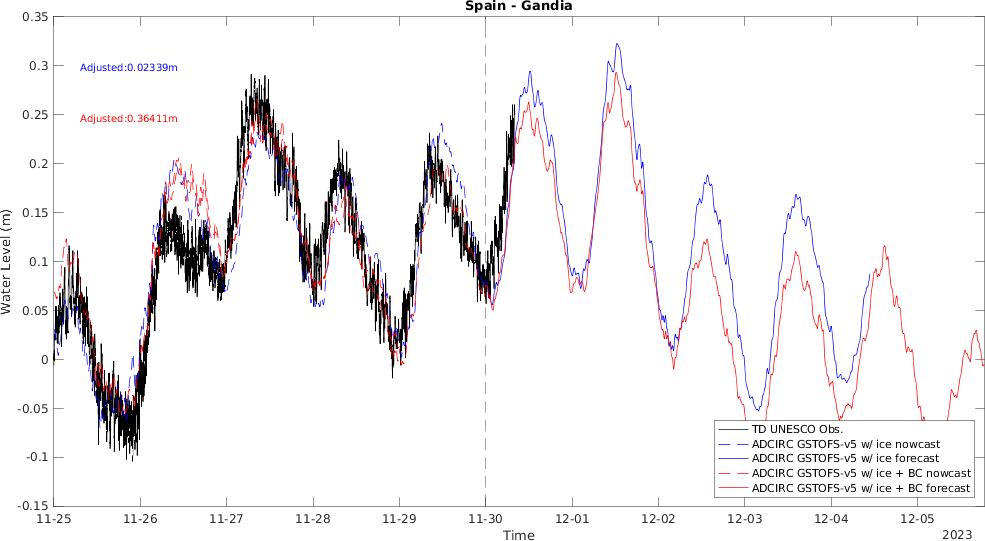 Spain - Gandia
Adjusted:0.02339m
Adjusted:0.36411m
Water Level (m)
0.35
0.3
0.25
0.2
0.15
0.1
0.05
0
-0.05
-0.1
-0.15
11-25
11-26
11-27
11-28
11-29
11-30
12-01
12-02
12-03
12-04
12-05
Time
2023
TD UNESCO Obs.
ADCIRC GSTOFS-v5 w/ ice nowcast
ADCIRC GSTOFS-v5 w/ ice forecast
ADCIRC GSTOFS-v5 w/ ice + BC nowcast
ADCIRC GSTOFS-v5 w/ ice + BC forecast